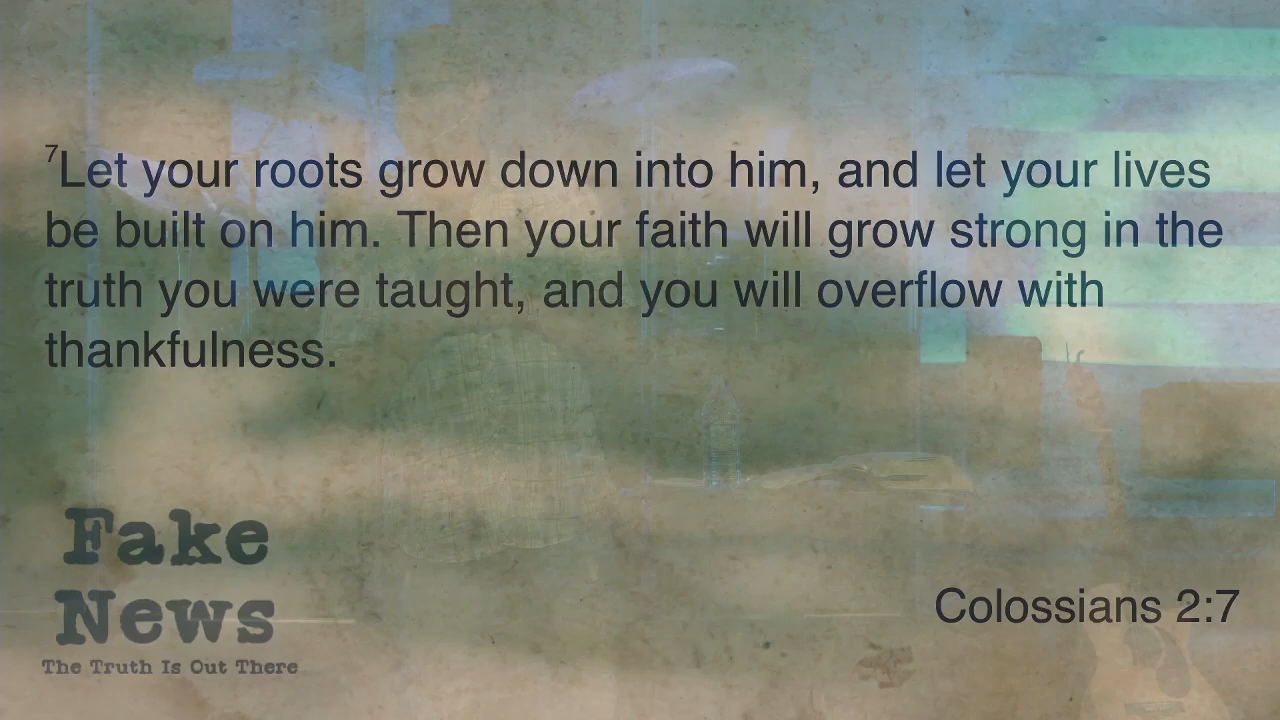 7Let your roots grow down into him, and let your lives
be built on him. Then your faith will grow strong in the
truth you were taught, and you will overflow with
thankfulness.
Fake
News
The Truth Is Out There
Colossians 2:7